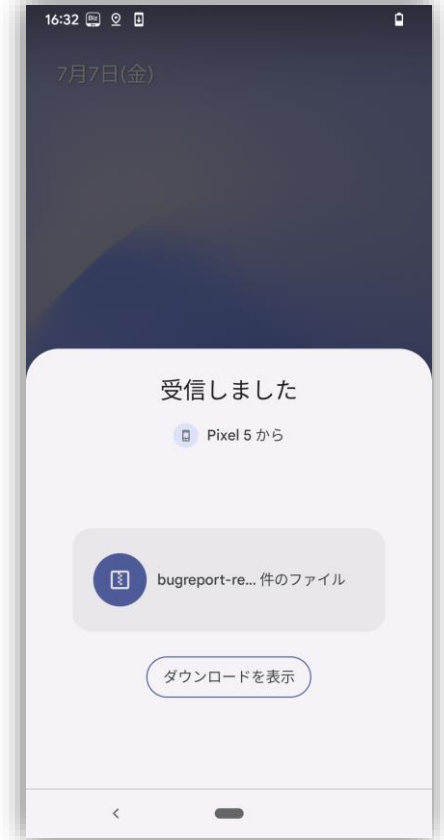 16:32
7月7日(金)
受信しました
Pixel 5 から
bugreport-re... 件のファイル
ダウンロードを表示